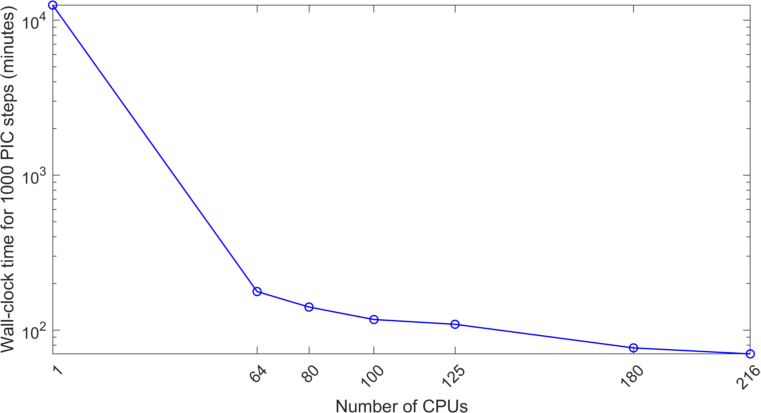 Wall-clock time for 1000 PIC steps (minutes)
10^4
10^3
10^2
1 64 80 100 125 180 216
Number of CPUs